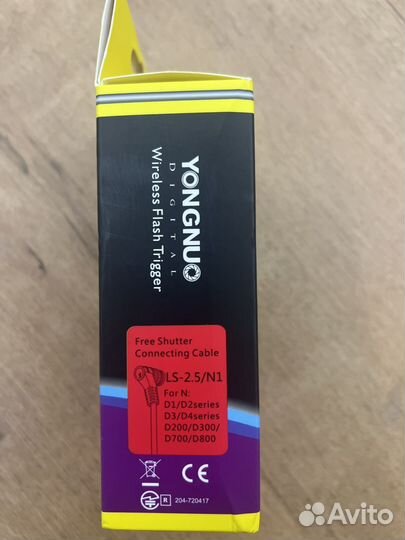 YONGNUO
DIGITAL
Wireless Flash Trigger
Free Shutter
Connecting Cable
LS-2.5/N1
For N:
D1/D2series
D3/D4series
D200/D300/
D700/D800
CE
R 204-720417
Avito